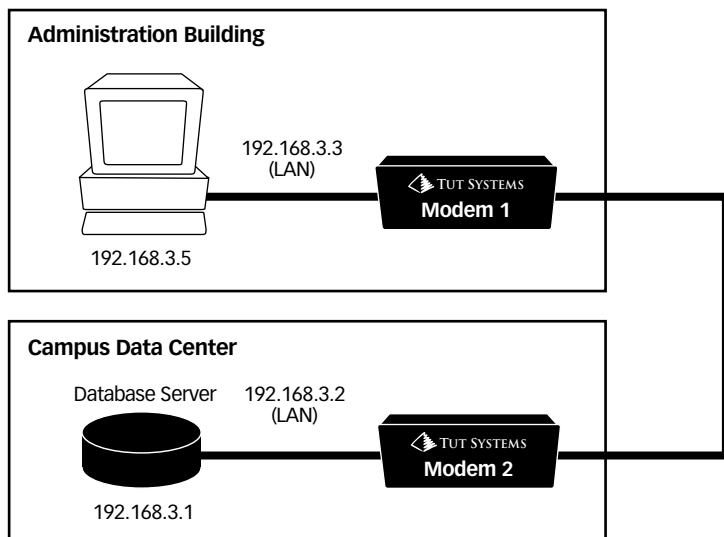 Administration Building
192.168.3.3
(LAN)
TUT SYSTEMS
Modem 1
192.168.3.5
Campus Data Center
Database Server
192.168.3.2
(LAN)
TUT SYSTEMS
Modem 2
192.168.3.1